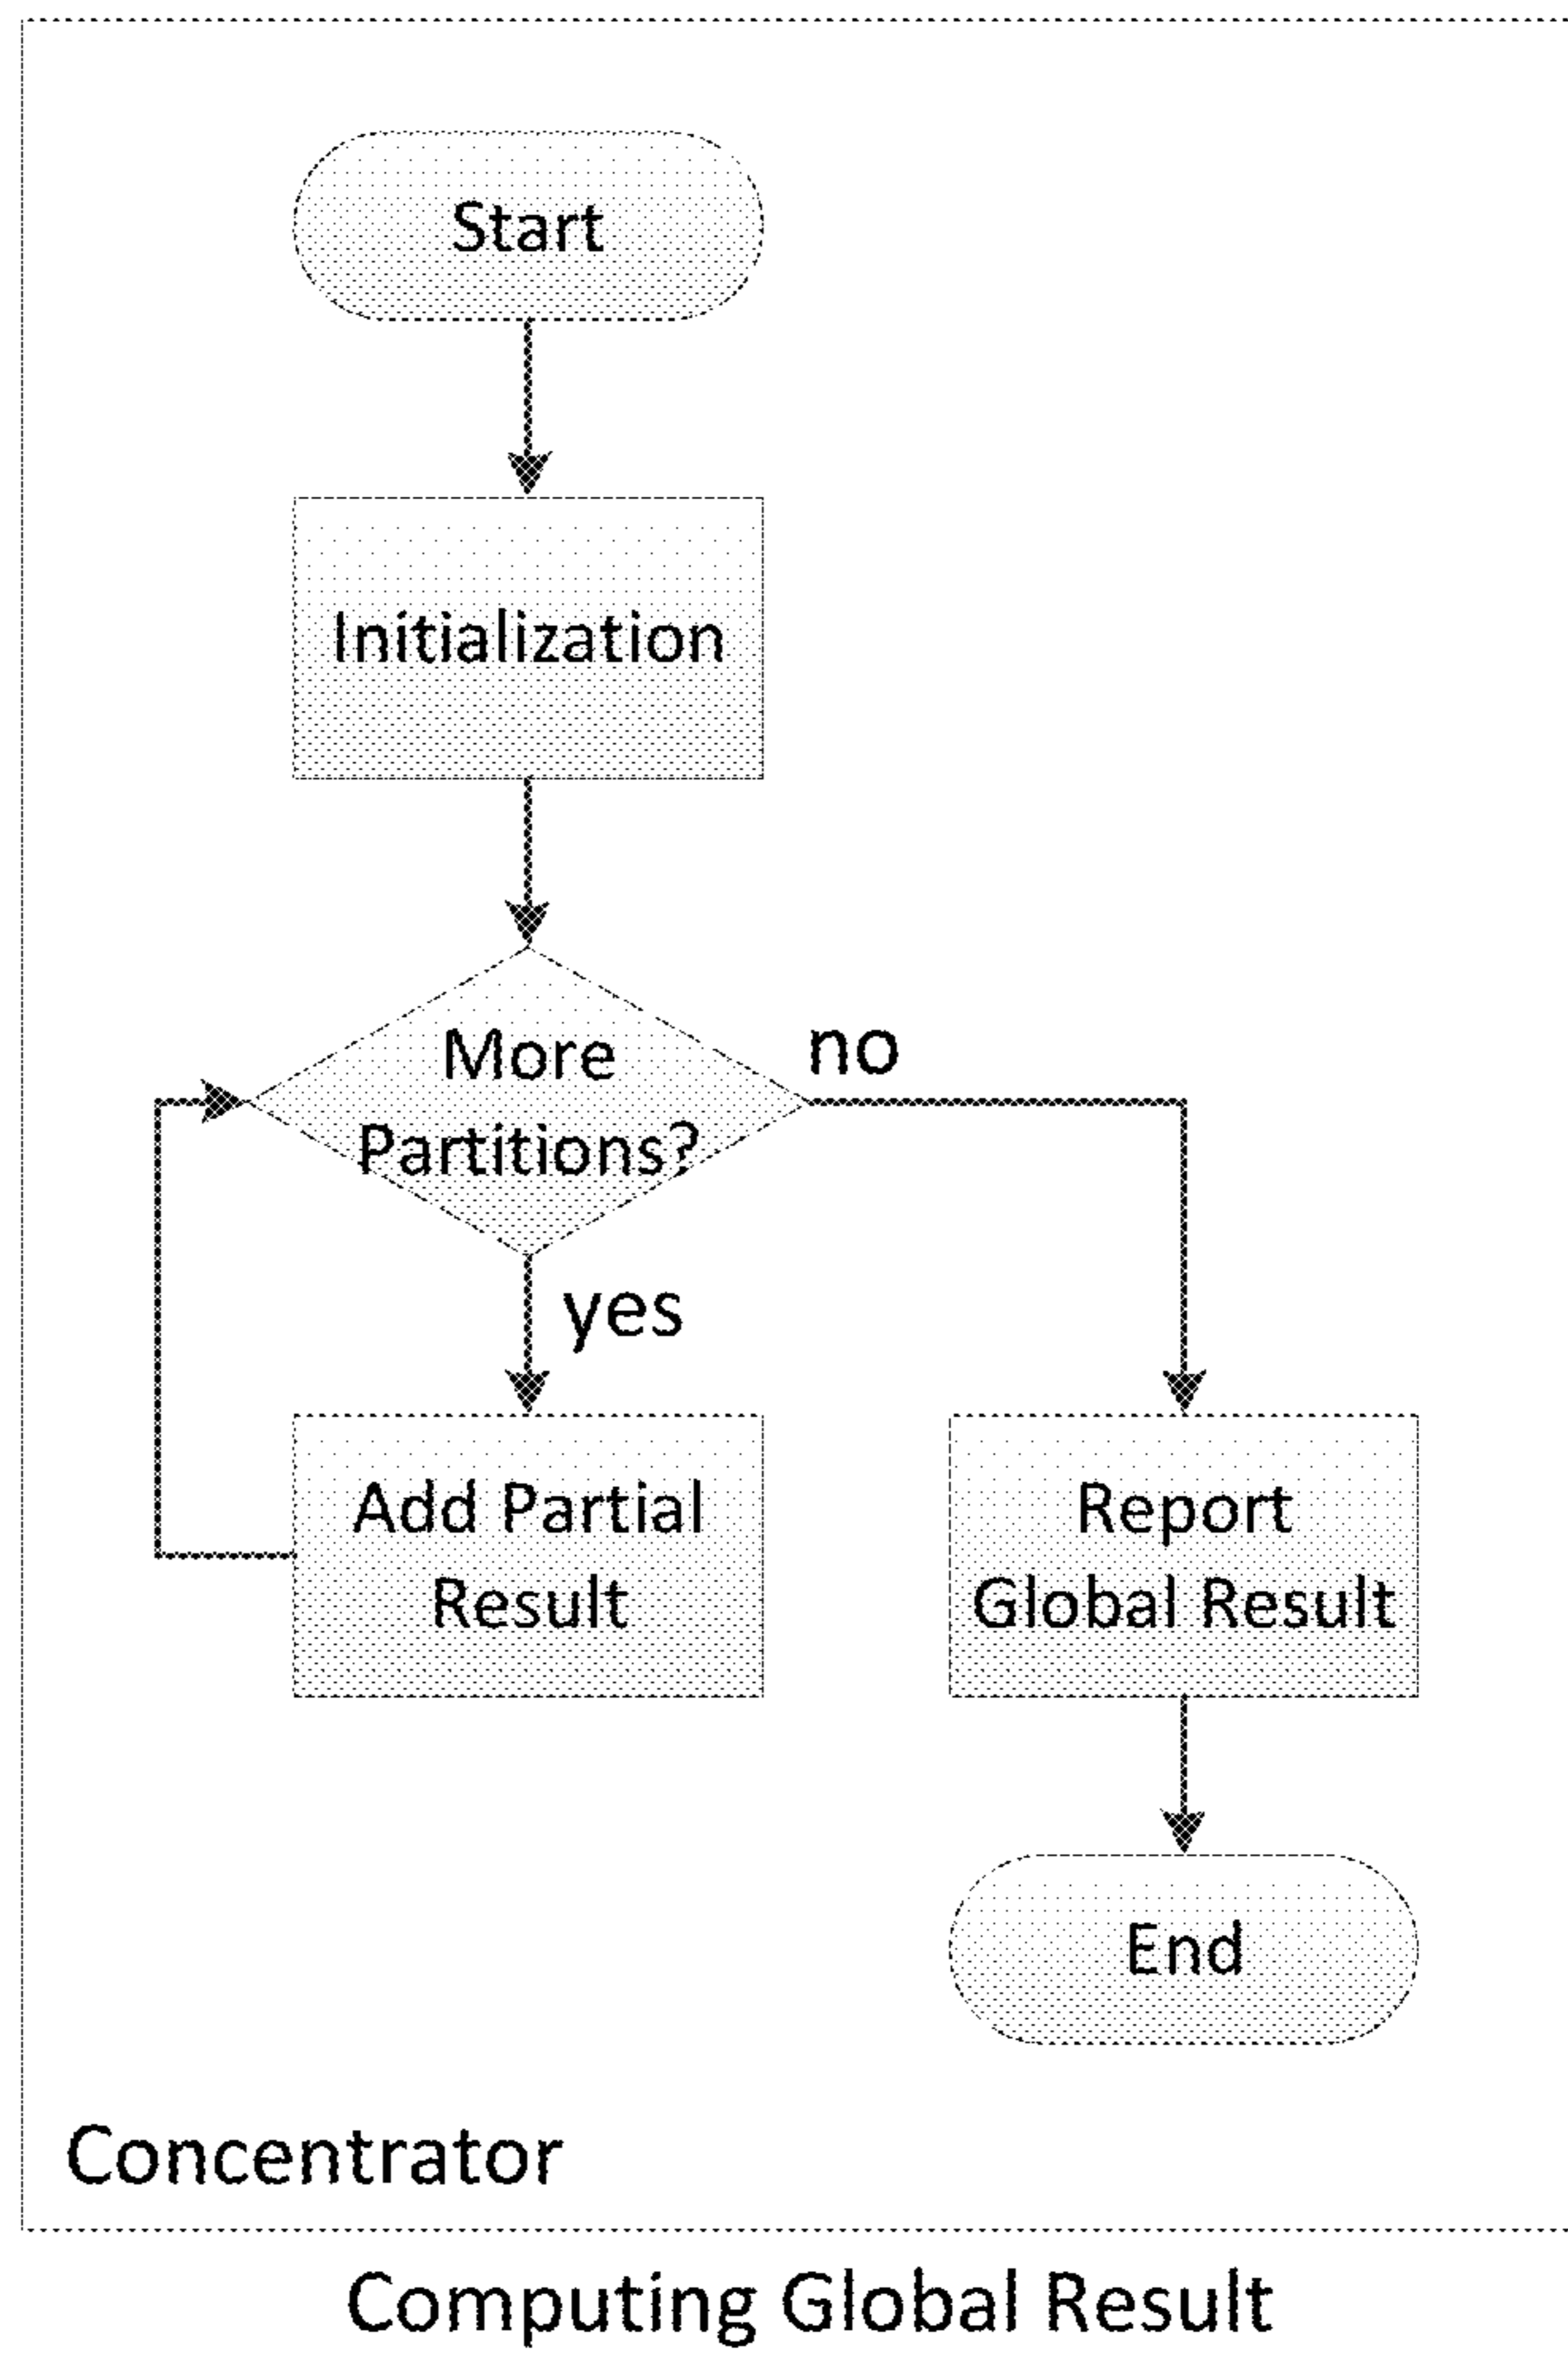 Start
Initialization
More
Partitions?
no
yes
Add Partial
Result
Report
Global Result
End
Concentrator
Computing Global Result